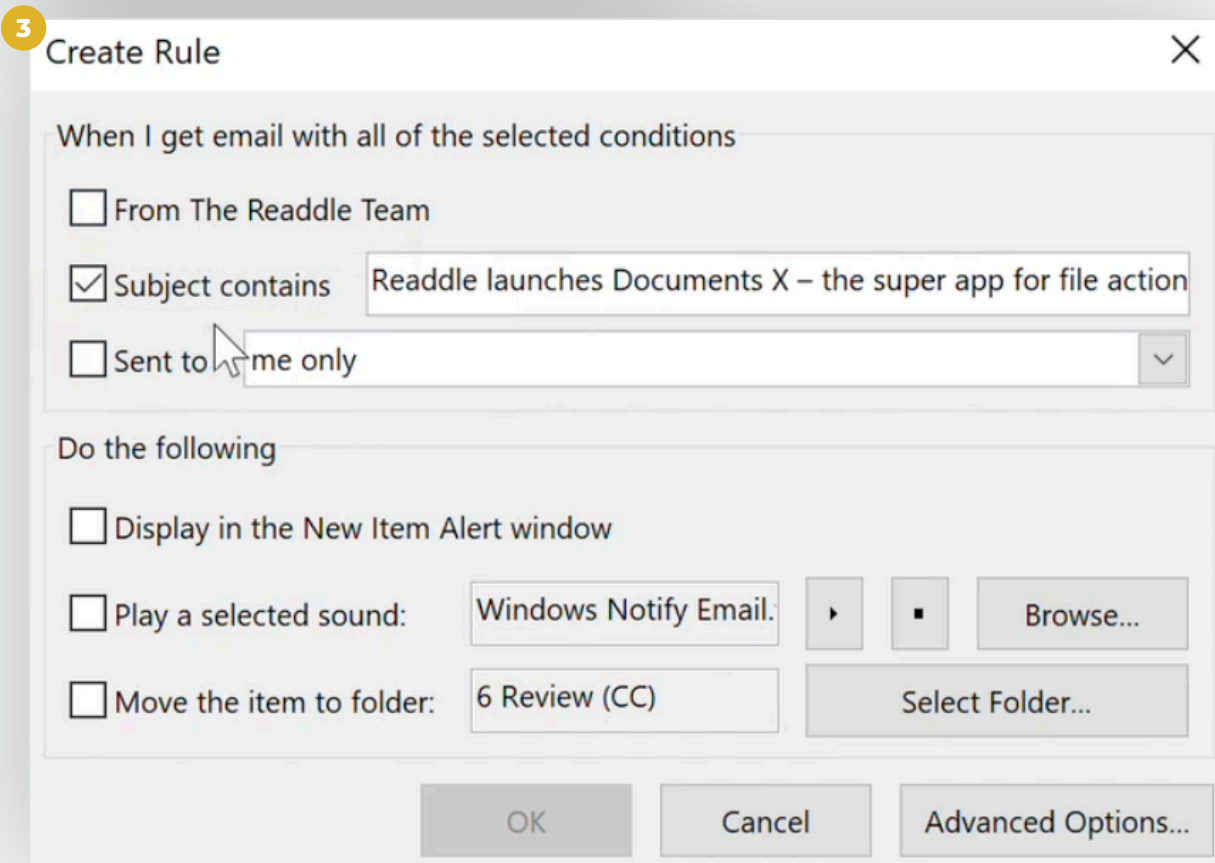 3
Create Rule
When I get email with all of the selected conditions
From The Readdle Team
Subject contains Readdle launches Documents X – the super app for file action
Sent to me only
Do the following
Display in the New Item Alert window
Play a selected sound: Windows Notify Email. Browse...
Move the item to folder: 6 Review (CC) Select Folder...
OK Cancel Advanced Options...